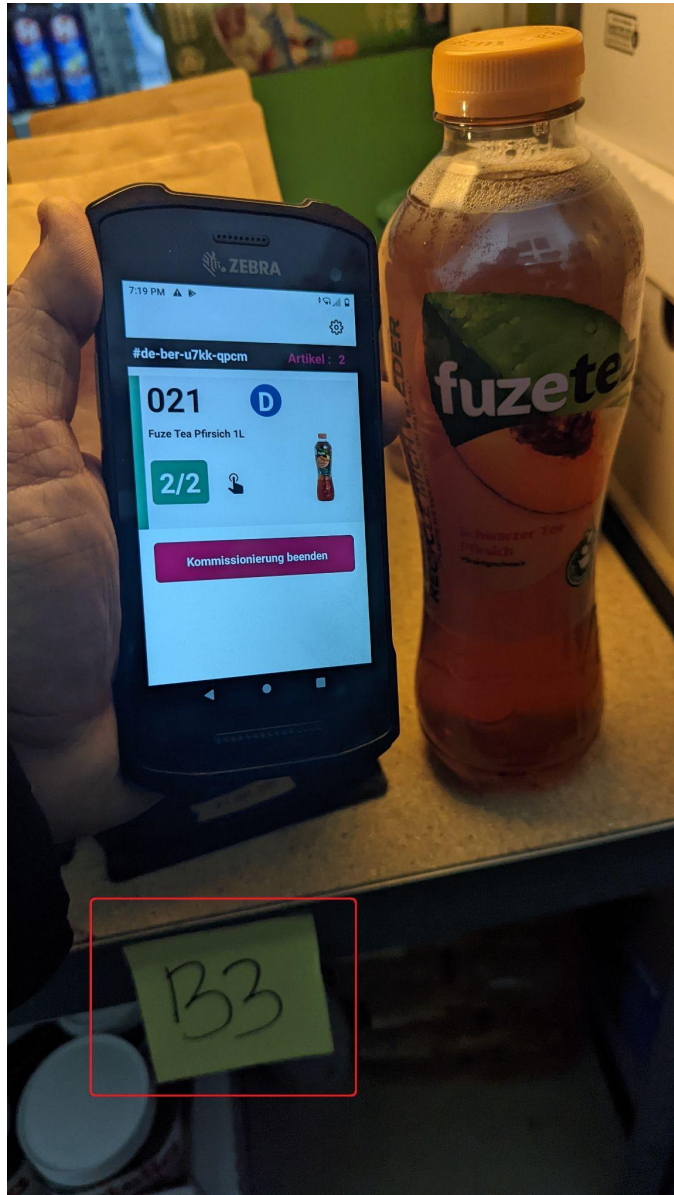 ZEBRA
7:19 PM
#de-ber-u7kk-qpcm Artikel : 2
021 D
Fuze Tea Pfirsich 1L
2/2
Kommissionierung beenden
fuzetea
Schwarzer Tee
Pfirsich
B3